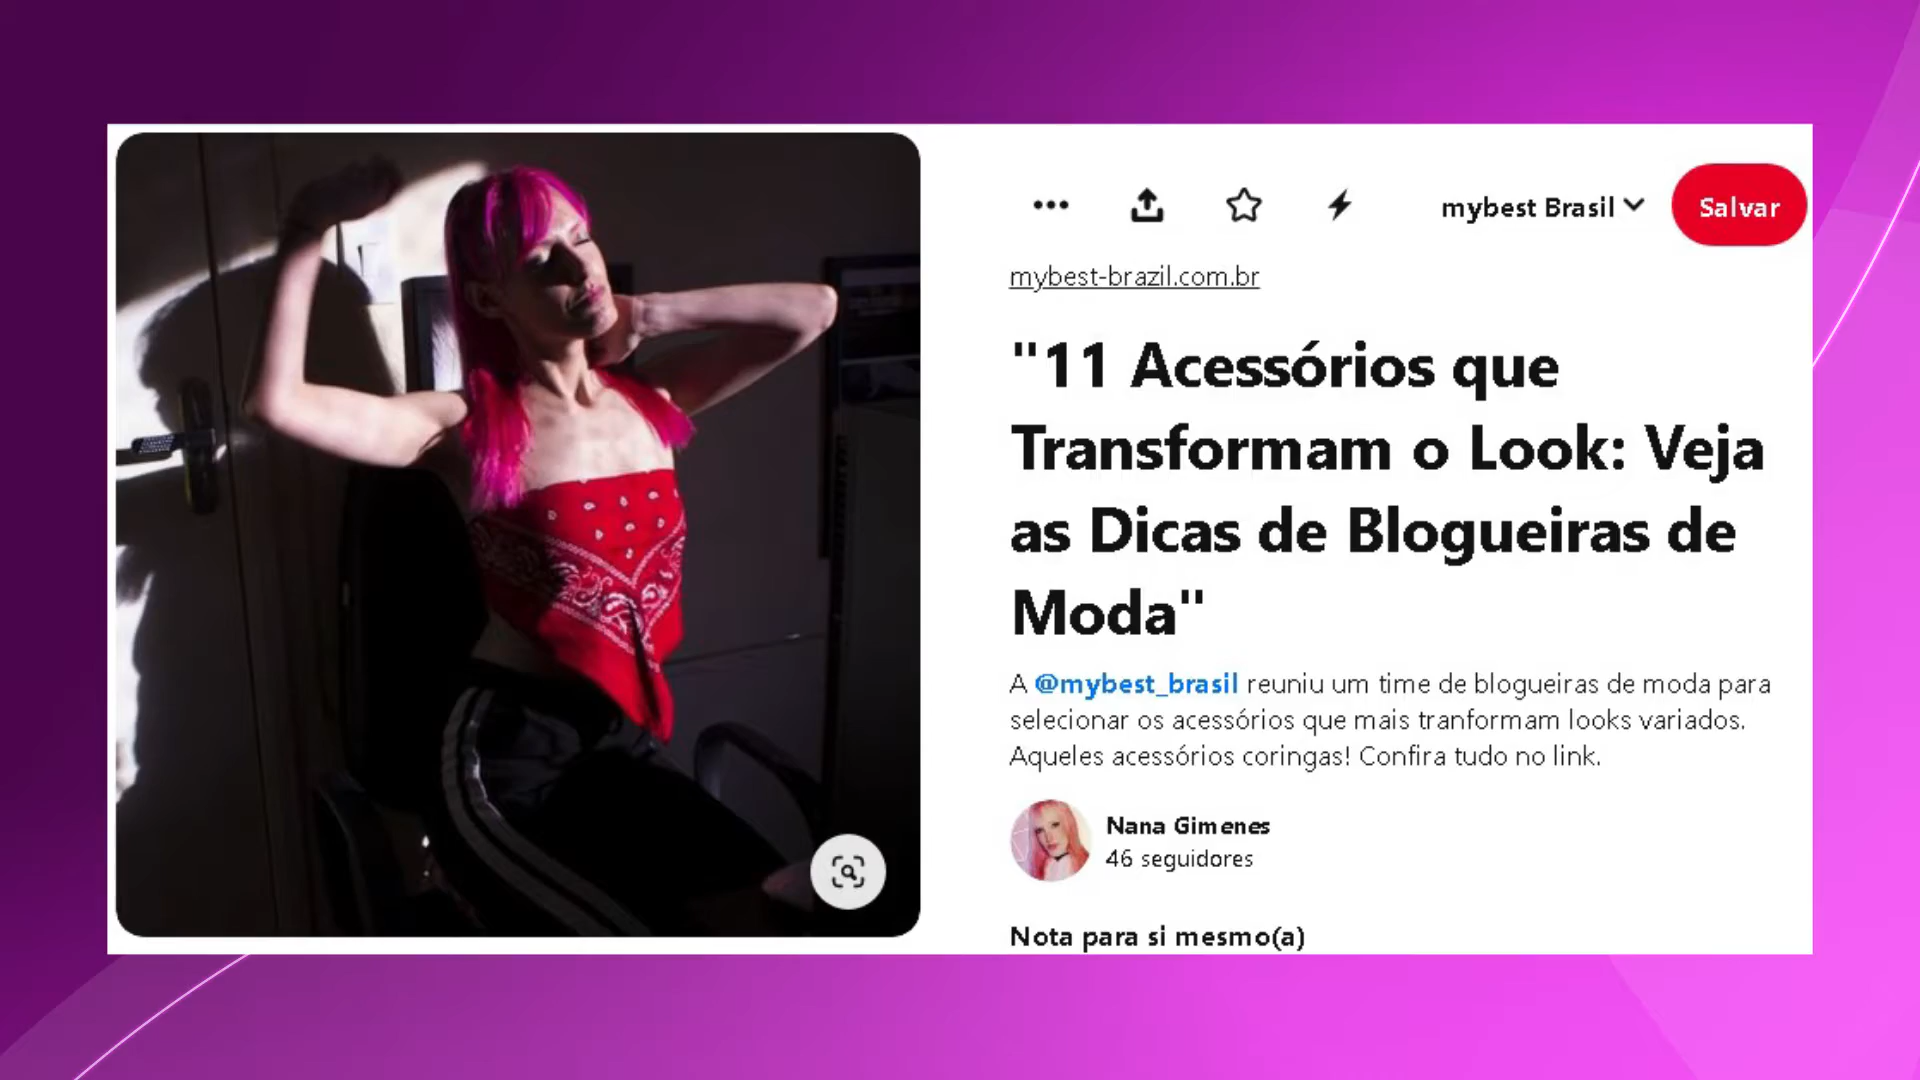 mybest Brasil
Salvar
mybest-brazil.com.br
"11 Acessórios que
Transformam o Look: Veja
as Dicas de Blogueiras de
Moda"
A @mybest_brasil reuniu um time de blogueiras de moda para
selecionar os acessórios que mais tranformam looks variados.
Aqueles acessórios coringas! Confira tudo no link.
Nana Gimenes
46 seguidores
Nota para si mesmo(a)